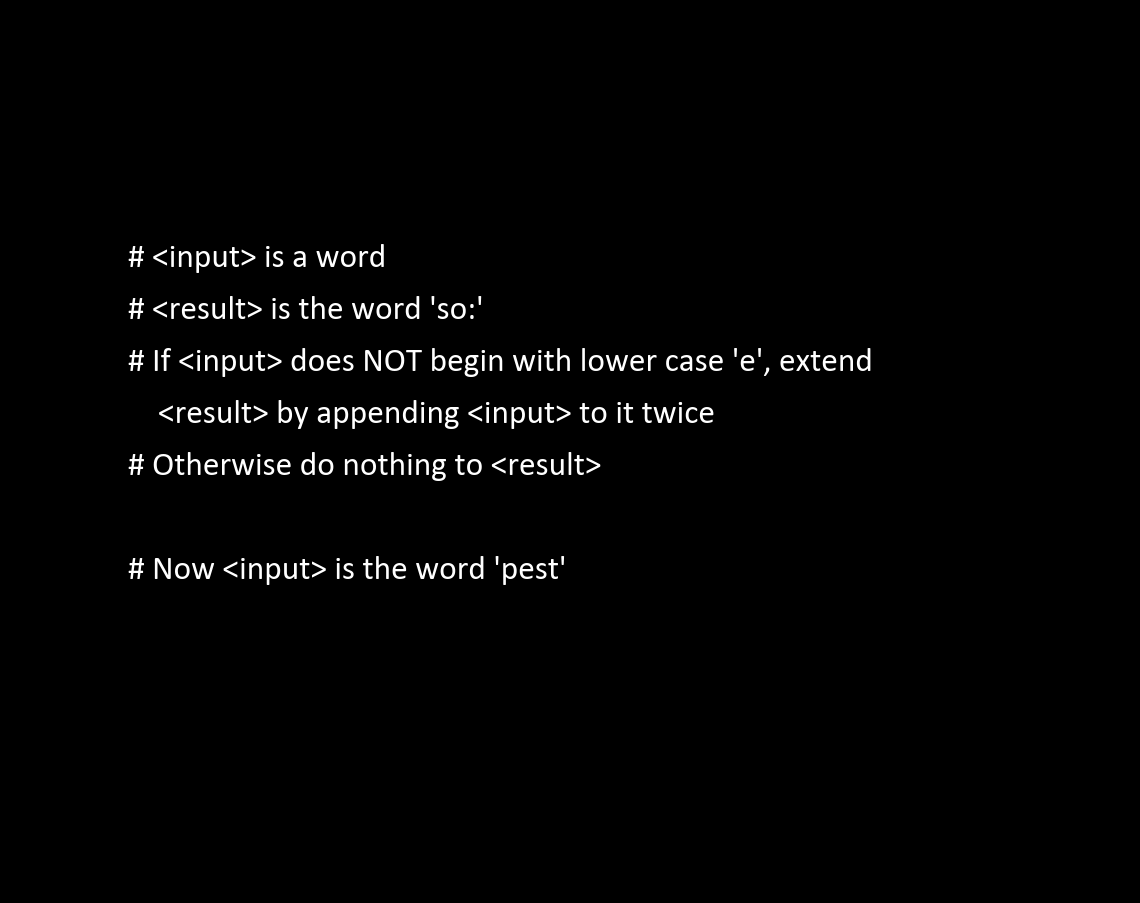 # <input> is a word
# <result> is the word 'so:'
# If <input> does NOT begin with lower case 'e', extend
<result> by appending <input> to it twice
# Otherwise do nothing to <result>
# Now <input> is the word 'pest'